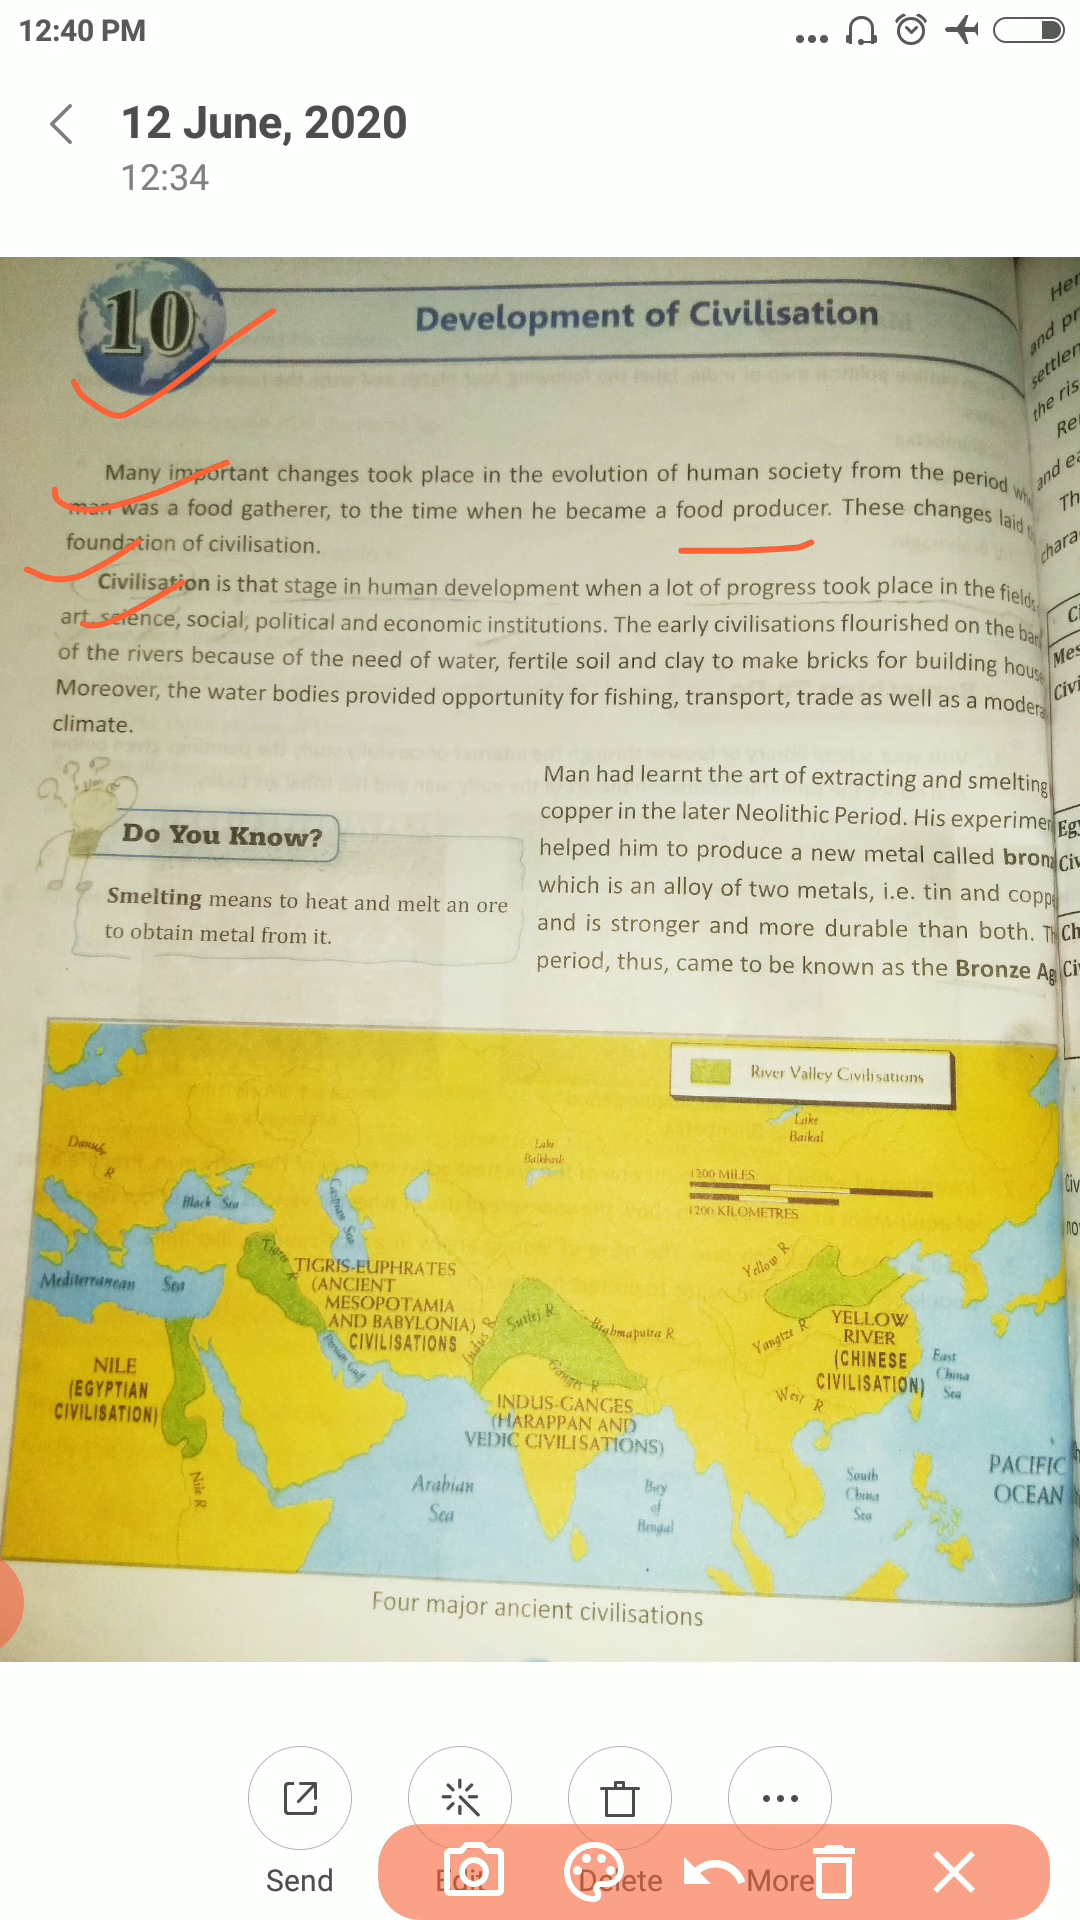 12:40 PM
12 June, 2020
12:34
10
Development of Civilisation
Many important changes took place in the evolution of human society from the period
man was a food gatherer, to the time when he became a food producer. These changes laid
foundation of civilisation.
Civilisation is that stage in human development when a lot of progress took place in the fields
art, science, social, political and economic institutions. The early civilisations flourished on the
of the rivers because of the need of water, fertile soil and clay to make bricks for building
Moreover, the water bodies provided opportunity for fishing, transport, trade as well as a
climate.
Man had learnt the art of extracting and smelting
copper in the later Neolithic Period. His
helped him to produce a new metal called
which is an alloy of two metals, i.e. tin and
and is stronger and more durable than both.
period, thus, came to be known as the Bronze
Do You Know?
Smelting means to heat and melt an ore
to obtain metal from it.
and
the
and
River Valley Civilisations
Lake
Baikal
Lake
Balkhash
1200 MILES
1200 KILOMETRES
Danube
R
Black Sea
Caspian Sea
Mediterranean Sea
Tigris R
TIGRIS-EUPHRATES
(ANCIENT
MESOPOTAMIA
AND BABYLONIA)
CIVILISATIONS
Persian Gulf
Indus R
Sutlej R
Brahmaputra R
Ganges R
INDUS-GANGES
(HARAPPAN AND
VEDIC CIVILISATIONS)
Yellow R
Yangtze R
West R
YELLOW
RIVER
(CHINESE
CIVILISATION)
East
China
Sea
NILE
(EGYPTIAN
CIVILISATION)
Nile R
Arabian
Sea
Bay
of
Bengal
South
China
Sea
PACIFIC
OCEAN
Four major ancient civilisations
Send
Edit
Delete
More